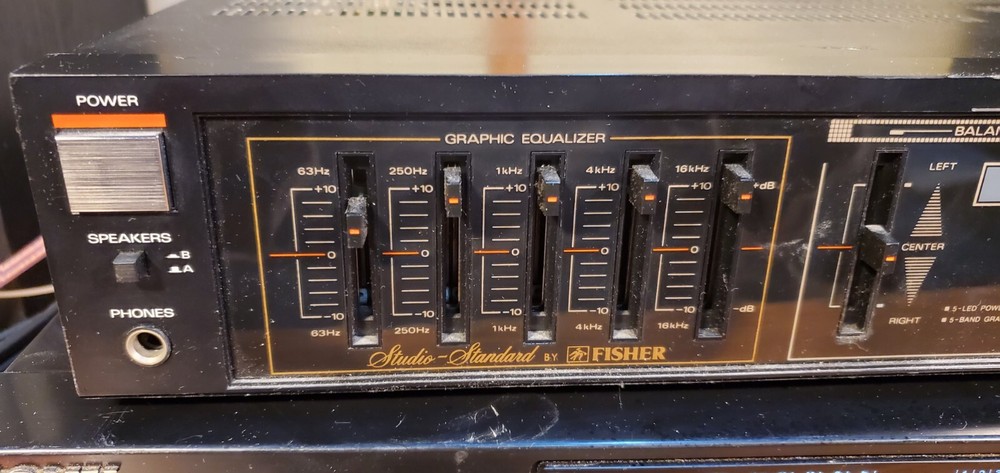 POWER
SPEAKERS
B
A
PHONES
GRAPHIC EQUALIZER
63Hz 250Hz 1kHz 4kHz 16kHz
+10 +10 +10 +10 +10 +dB
0 0 0 0 0
-10 -10 -10 -10 -10 -dB
63Hz 250Hz 1kHz 4kHz 16kHz
Studio-Standard BY FISHER
BALAN
LEFT
CENTER
RIGHT
5-LED POW
5-BAND GRA